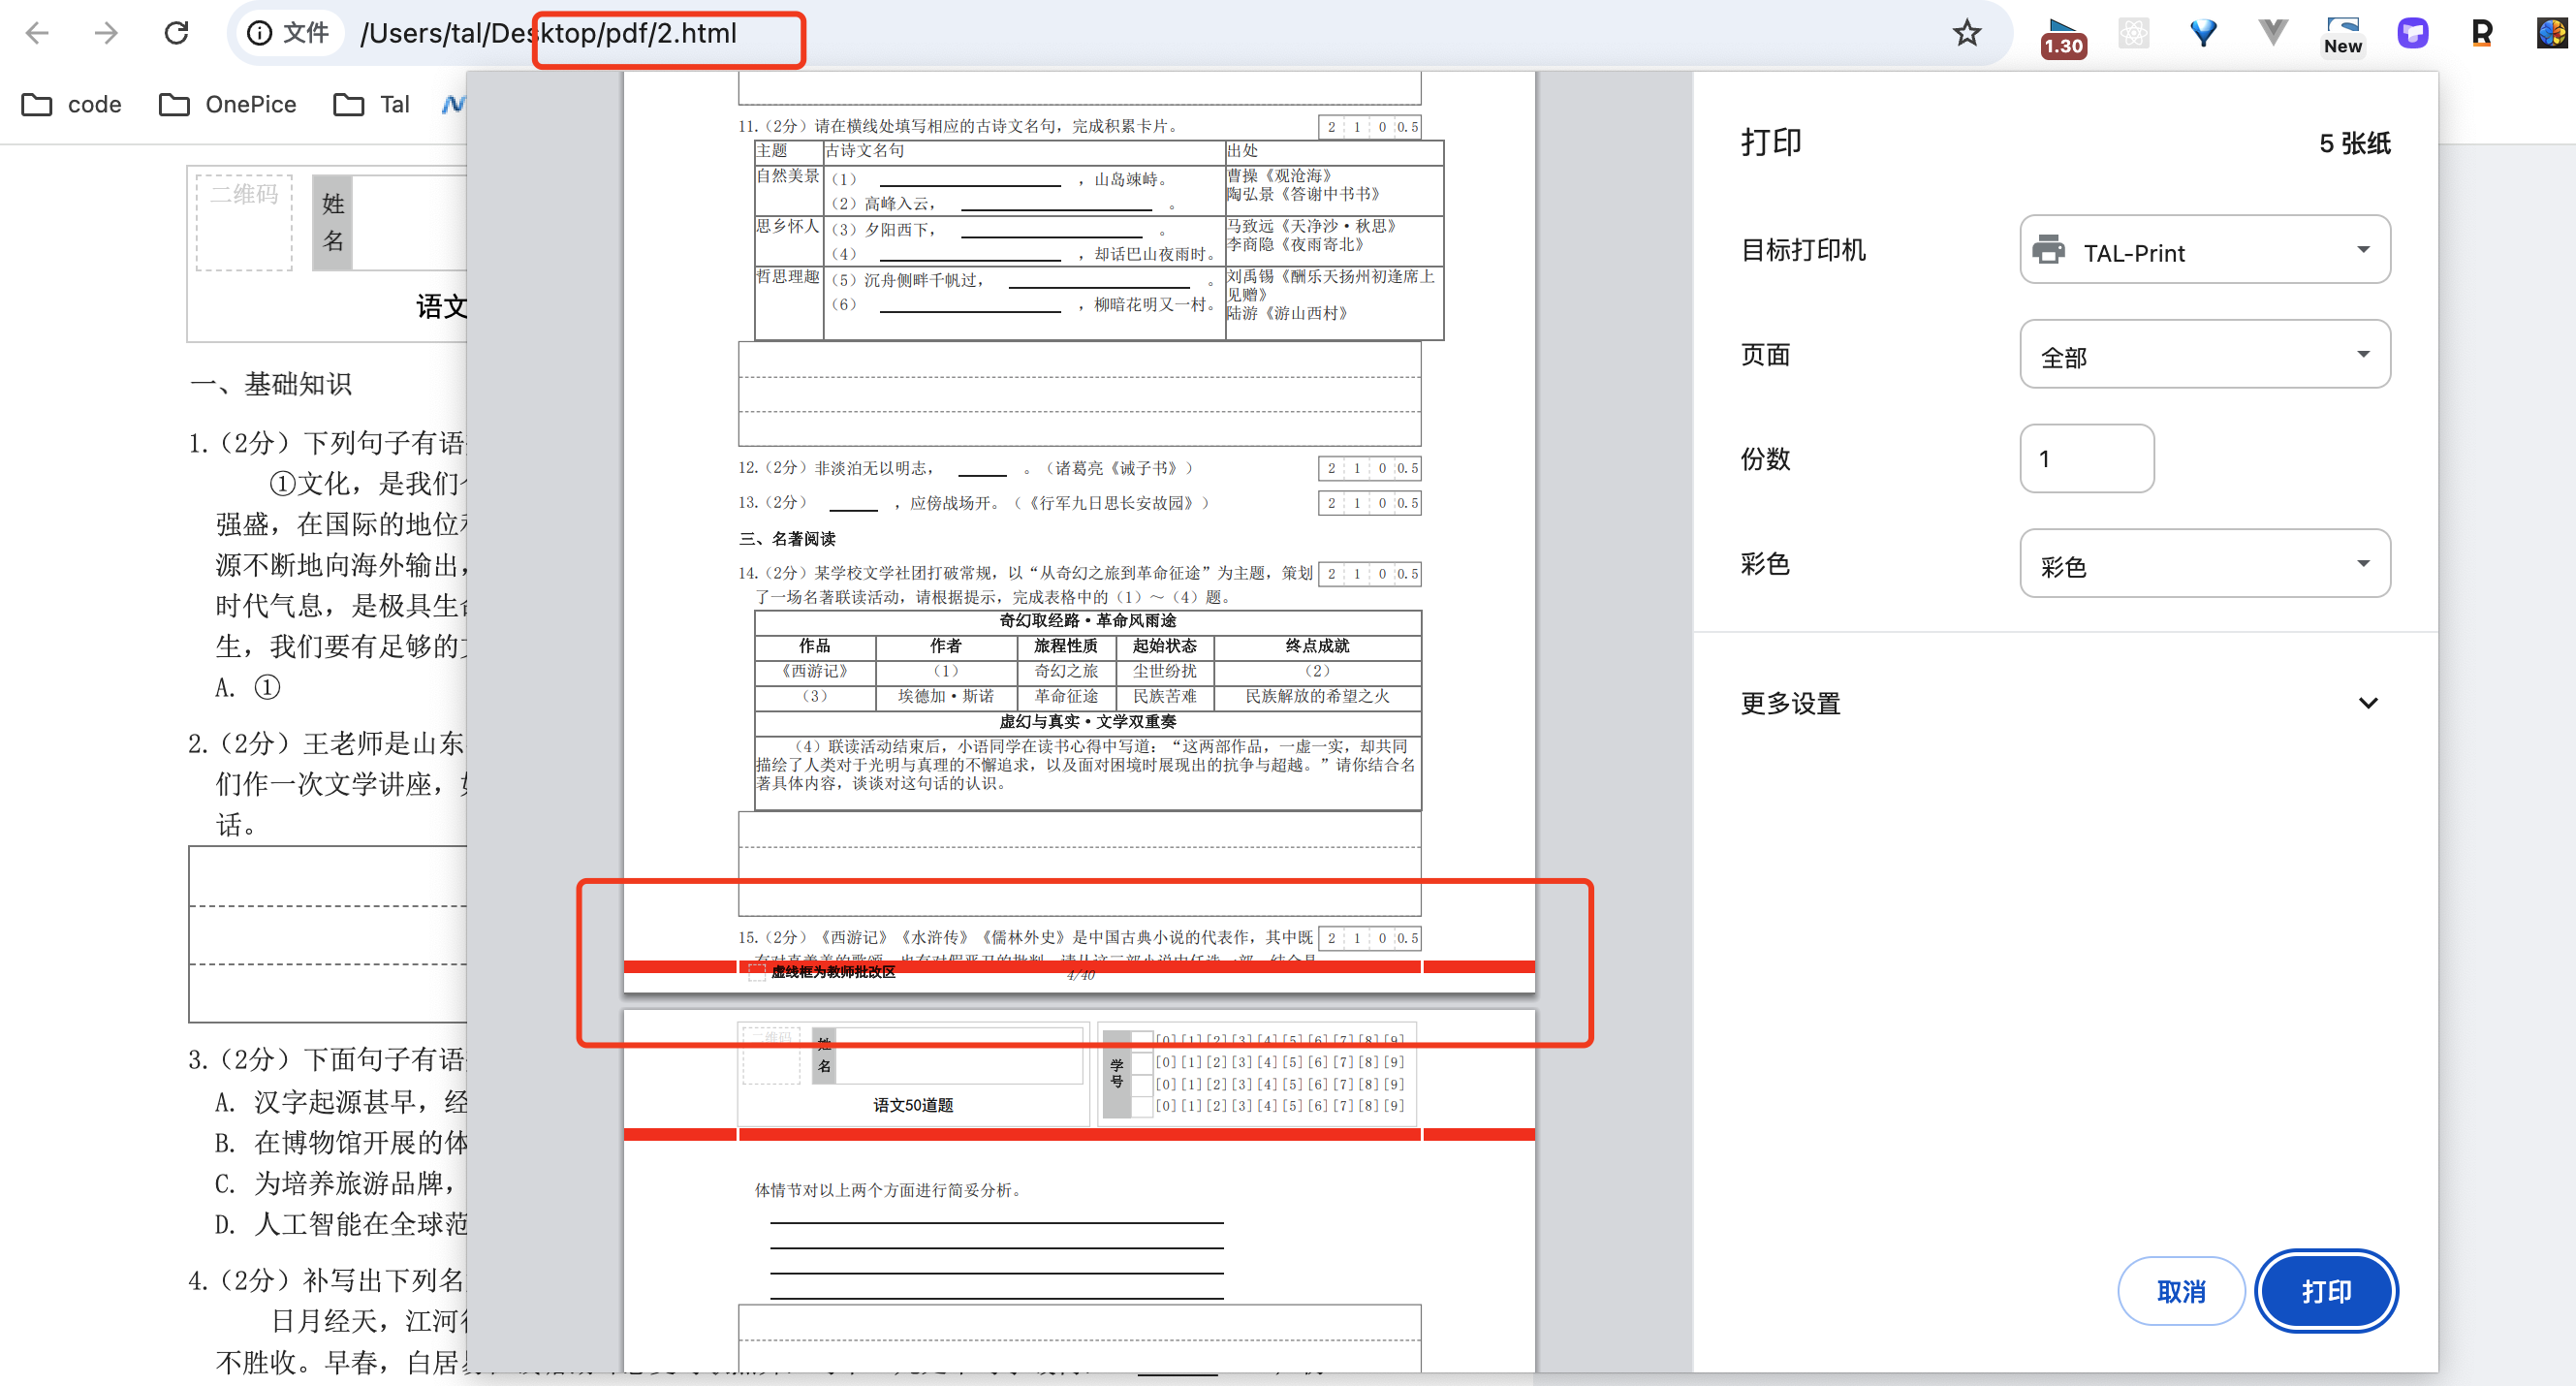 文件 /Users/tal/Desktop/pdf/2.html
1.30
New
code OnePice Tal
二维码
姓名
语文
一、基础知识
1.（2分）下列句子有语
①文化，是我们
强盛，在国际的地位
源不断地向海外输出，
时代气息，是极具生
生，我们要有足够的
A. ①
2.（2分）王老师是山东
们作一次文学讲座，
话。
3.（2分）下面句子有语
A. 汉字起源甚早，经
B. 在博物馆开展的体
C. 为培养旅游品牌，
D. 人工智能在全球范
4.（2分）补写出下列名
日月经天，江河
不胜收。早春，白居
11.（2分）请在横线处填写相应的古诗文名句，完成积累卡片。 2 1 0 0.5
主题 古诗文名句 出处
自然美景 （1） ，山岛竦峙。 曹操《观沧海》
（2）高峰入云， 。 陶弘景《答谢中书书》
思乡怀人 （3）夕阳西下， 。 马致远《天净沙·秋思》
（4） ，却话巴山夜雨时。 李商隐《夜雨寄北》
哲思理趣 （5）沉舟侧畔千帆过， 。 刘禹锡《酬乐天扬州初逢席上见赠》
（6） ，柳暗花明又一村。 陆游《游山西村》
12.（2分）非淡泊无以明志， 。（诸葛亮《诫子书》） 2 1 0 0.5
13.（2分） ，应傍战场开。（《行军九日思长安故园》） 2 1 0 0.5
三、名著阅读
14.（2分）某学校文学社团打破常规，以“从奇幻之旅到革命征途”为主题，策划 2 1 0 0.5
了一场名著联读活动，请根据提示，完成表格中的（1）～（4）题。
奇幻取经路·革命风雨途
作品 作者 旅程性质 起始状态 终点成就
《西游记》 （1） 奇幻之旅 尘世纷扰 （2）
（3） 埃德加·斯诺 革命征途 民族苦难 民族解放的希望之火
虚幻与真实·文学双重奏
（4）联读活动结束后，小语同学在读书心得中写道：“这两部作品，一虚一实，却共同
描绘了人类对于光明与真理的不懈追求，以及面对困境时展现出的抗争与超越。”请你结合名
著具体内容，谈谈对这句话的认识。
15.（2分）《西游记》《水浒传》《儒林外史》是中国古典小说的代表作，其中既 2 1 0 0.5
有对真善美的歌颂，也有对假恶丑的批判，请从这三部小说中任选一部，结合具
虚线框为教师批改区 4/40
二维码 姓名
语文50道题
学号
[0][1][2][3][4][5][6][7][8][9]
[0][1][2][3][4][5][6][7][8][9]
[0][1][2][3][4][5][6][7][8][9]
[0][1][2][3][4][5][6][7][8][9]
体情节对以上两个方面进行简妥分析。
打印 5 张纸
目标打印机 TAL-Print
页面 全部
份数 1
彩色 彩色
更多设置
取消 打印